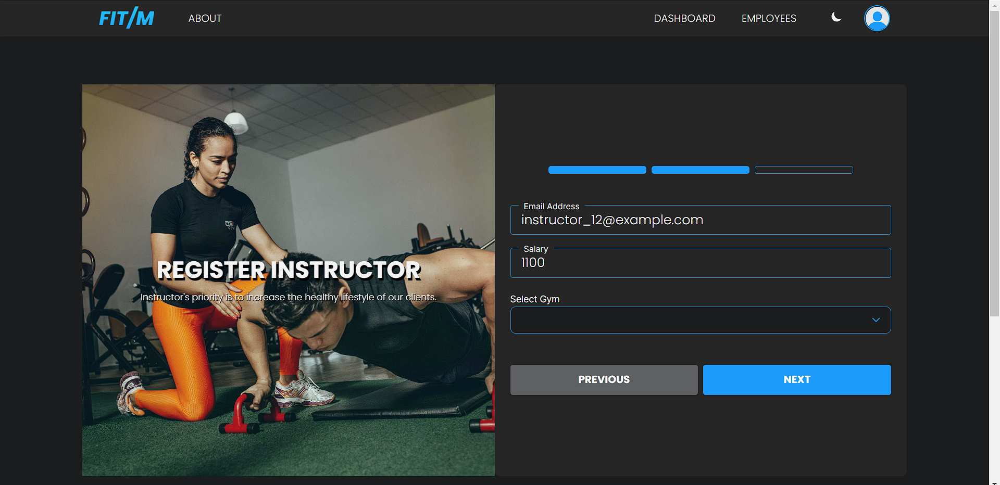 FIT/M
ABOUT
DASHBOARD
EMPLOYEES
REGISTER INSTRUCTOR
Instructor's priority is to increase the healthy lifestyle of our clients.
Email Address
instructor_12@example.com
Salary
1100
Select Gym
PREVIOUS
NEXT